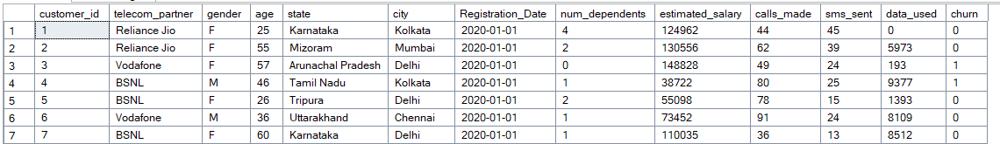 customer_id telecom_partner gender age state city Registration_Date num_dependents estimated_salary calls_made sms_sent data_used churn
1 1 Reliance Jio F 25 Karnataka Kolkata 2020-01-01 4 124962 44 45 0 0
2 2 Reliance Jio F 55 Mizoram Mumbai 2020-01-01 2 130556 62 39 5973 0
3 3 Vodafone F 57 Arunachal Pradesh Delhi 2020-01-01 0 148828 49 24 193 1
4 4 BSNL M 46 Tamil Nadu Kolkata 2020-01-01 1 38722 80 25 9377 1
5 5 BSNL F 26 Tripura Delhi 2020-01-01 2 55098 78 15 1393 0
6 6 Vodafone M 36 Uttarakhand Chennai 2020-01-01 1 73452 91 24 8109 0
7 7 BSNL F 60 Karnataka Delhi 2020-01-01 1 110035 36 13 8512 0